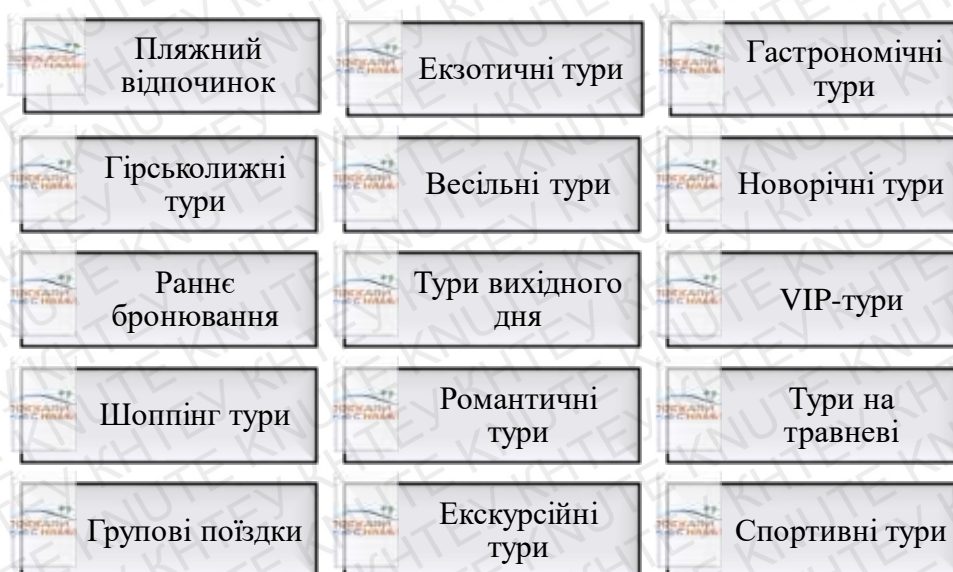 Пляжний
відпочинок
Екзотичні тури
Гастрономічні
тури
Гірськолижні
тури
Весільні тури
Новорічні тури
Раннє
бронювання
Тури вихідного
дня
VIP-тури
Шоппінг тури
Романтичні
тури
Тури на
травневі
Групові поїздки
Екскурсійні
тури
Спортивні тури